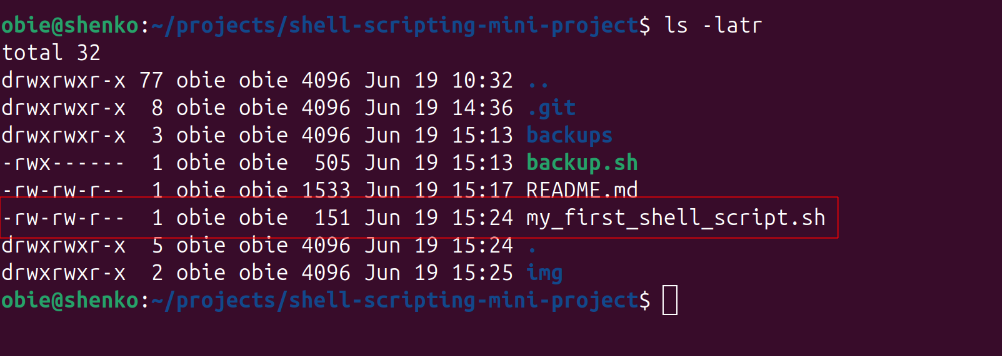 obie@shenko:~/projects/shell-scripting-mini-project$ ls -latr
total 32
drwxrwxr-x 77 obie obie 4096 Jun 19 10:32 ..
drwxrwxr-x  8 obie obie 4096 Jun 19 14:36 .git
drwxrwxr-x  3 obie obie 4096 Jun 19 15:13 backups
-rwx------  1 obie obie  505 Jun 19 15:13 backup.sh
-rw-rw-r--  1 obie obie 1533 Jun 19 15:17 README.md
-rw-rw-r--  1 obie obie  151 Jun 19 15:24 my_first_shell_script.sh
drwxrwxr-x  5 obie obie 4096 Jun 19 15:24 .
drwxrwxr-x  2 obie obie 4096 Jun 19 15:25 img
obie@shenko:~/projects/shell-scripting-mini-project$